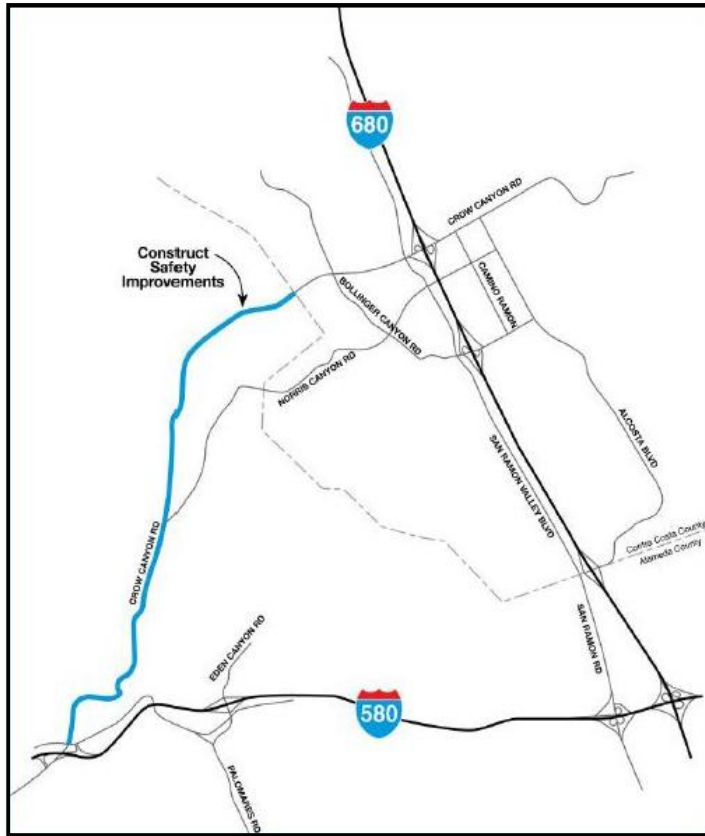 680
CROW CANYON RD
Construct
Safety
Improvements
CAMINO RAMON
BOLLINGER CANYON RD
NORRIS CANYON RD
ALCOSTA BLVD
SAN RAMON VALLEY BLVD
CROW CANYON RD
Contra Costa County
Alameda County
EDEN CANYON RD
SAN RAMON RD
580
PALOMARES RD